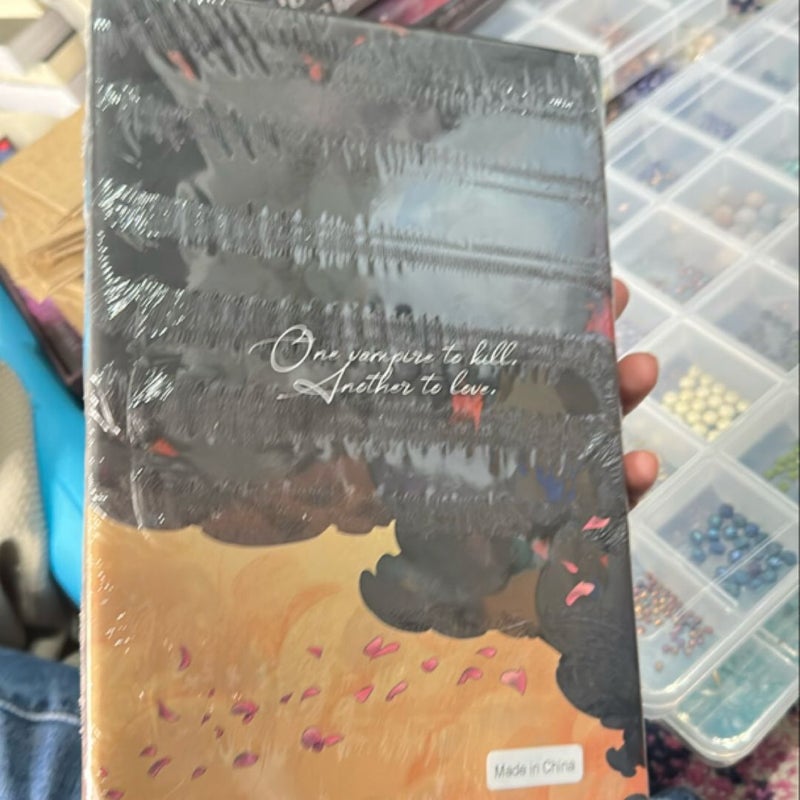 One vampire to kill.
Another to love.
Made in China